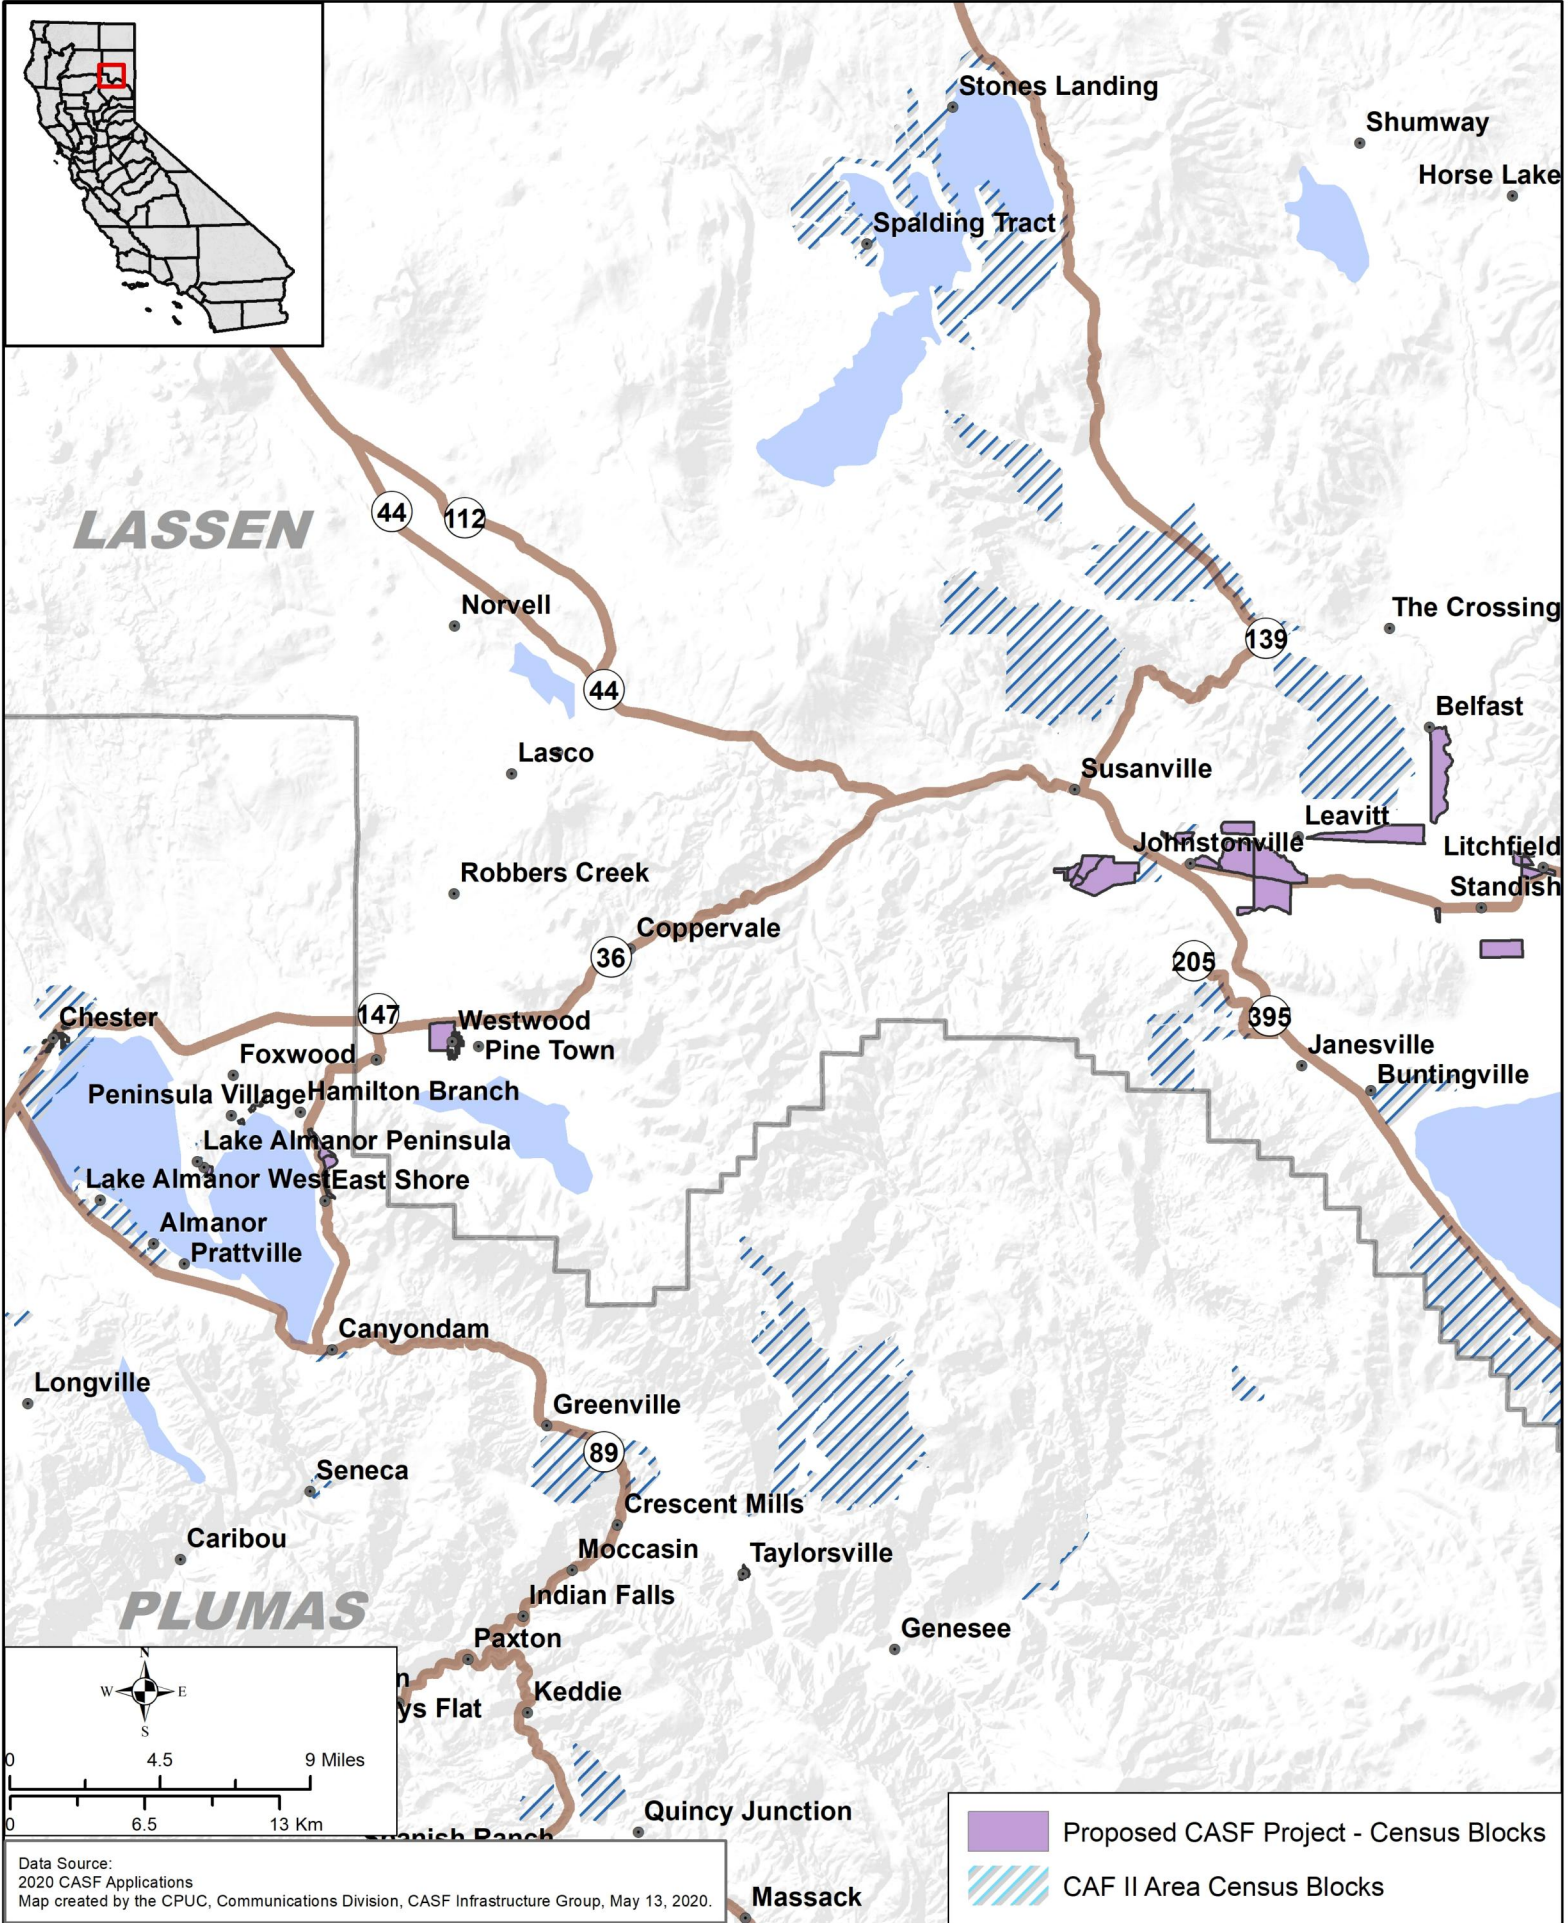 Stones Landing
Shumway
Horse Lake
Spalding Tract
44
112
LASSEN
Norvell
The Crossing
139
44
Belfast
Lasco
Susanville
Leavitt
Johnstonville
Litchfield
Robbers Creek
Standish
Coppervale
36
205
147
Chester
Westwood
395
Foxwood
Pine Town
Janesville
Peninsula Village
Hamilton Branch
Buntingville
Lake Almanor Peninsula
Lake Almanor West
East Shore
Almanor
Prattville
Canyondam
Longville
Greenville
89
Seneca
Crescent Mills
Caribou
Moccasin
Taylorsville
PLUMAS
Indian Falls
Genesee
Paxton
N
W E
S
n
ys Flat
Keddie
0 4.5 9 Miles
0 6.5 13 Km
Quincy Junction
Spanish Ranch
Proposed CASF Project - Census Blocks
CAF II Area Census Blocks
Data Source:
2020 CASF Applications
Map created by the CPUC, Communications Division, CASF Infrastructure Group, May 13, 2020.
Massack